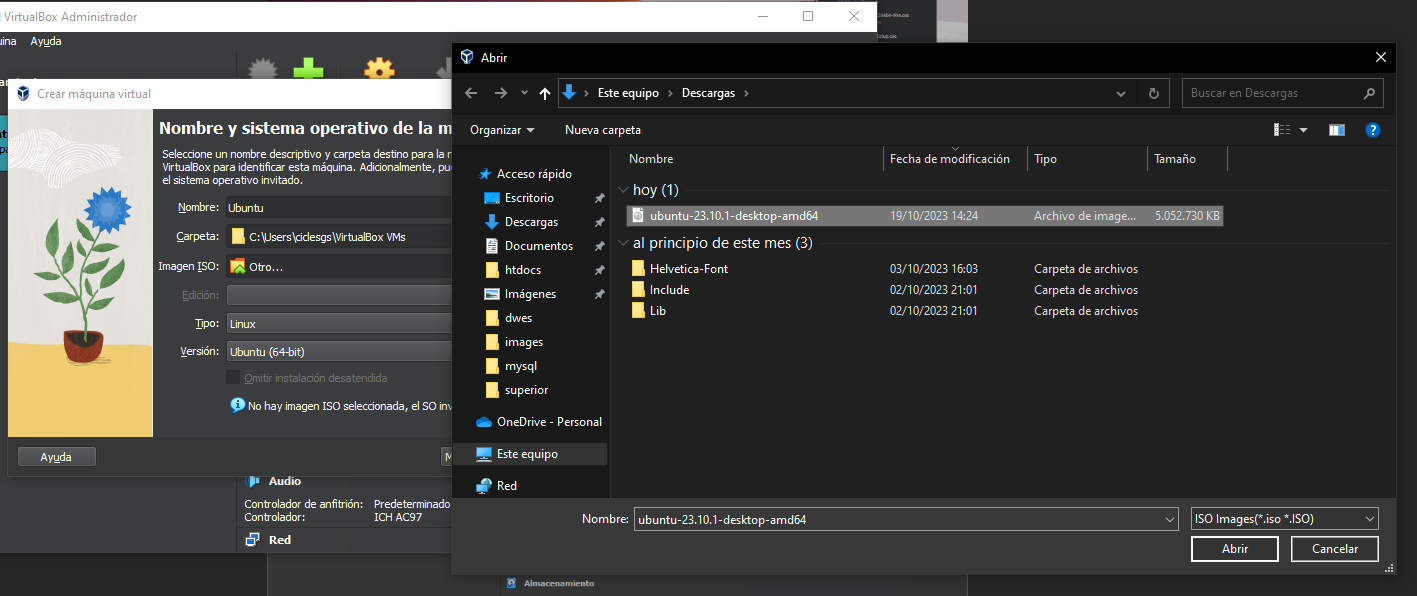 VirtualBox Administrador
Ayuda
Crear máquina virtual
Nombre y sistema operativo de la m
Seleccione un nombre descriptivo y carpeta destino para la
VirtualBox para identificar esta máquina. Adicionalmente, pu
el sistema operativo invitado.
Nombre: Ubuntu
Carpeta: C:\Users\ciclesgs\VirtualBox VMs
Imagen ISO: Otro...
Edición:
Tipo: Linux
Versión: Ubuntu (64-bit)
Omitir instalación desatendida
No hay imagen ISO seleccionada, el SO inv
Ayuda
M
Audio
Controlador de anfitrión: Predeterminado
Controlador: ICH AC97
Red
Almacenamiento
Abrir
Este equipo > Descargas >
Buscar en Descargas
Organizar
Nueva carpeta
Acceso rápido
Escritorio
Descargas
Documentos
htdocs
Imágenes
dwes
images
mysql
superior
OneDrive - Personal
Este equipo
Red
Nombre Fecha de modificación Tipo Tamaño
hoy (1)
ubuntu-23.10.1-desktop-amd64 19/10/2023 14:24 Archivo de image... 5.052.730 KB
al principio de este mes (3)
Helvetica-Font 03/10/2023 16:03 Carpeta de archivos
Include 02/10/2023 21:01 Carpeta de archivos
Lib 02/10/2023 21:01 Carpeta de archivos
Nombre: ubuntu-23.10.1-desktop-amd64 ISO Images(*.iso *.ISO)
Abrir Cancelar